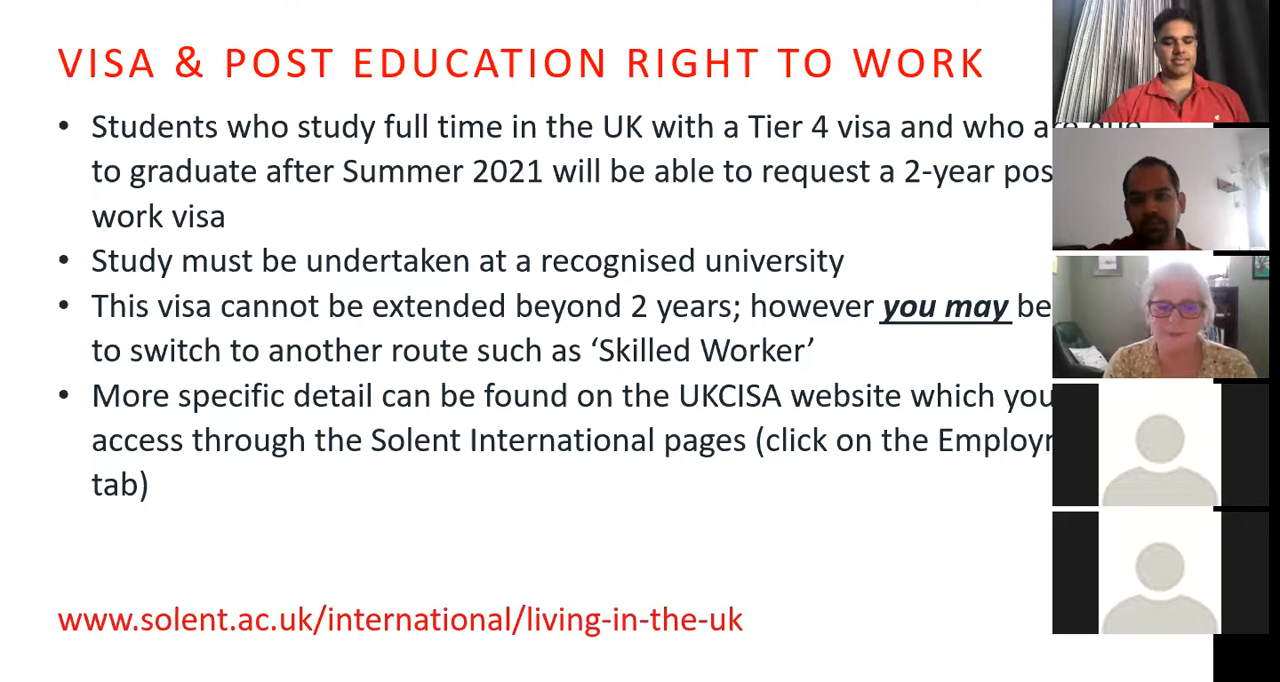 VISA & POST EDUCATION RIGHT TO WORK
• Students who study full time in the UK with a Tier 4 visa and who are due
to graduate after Summer 2021 will be able to request a 2-year
work visa
• Study must be undertaken at a recognised university
• This visa cannot be extended beyond 2 years; however you may be
to switch to another route such as ‘Skilled Worker’
• More specific detail can be found on the UKCISA website which you
access through the Solent International pages (click on the
tab)
www.solent.ac.uk/international/living-in-the-uk